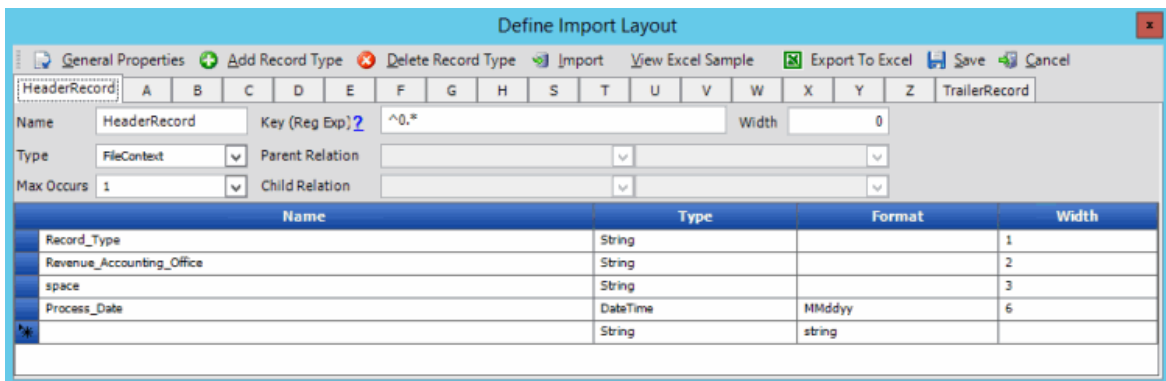 Define Import Layout
x
General Properties Add Record Type Delete Record Type Import View Excel Sample Export To Excel Save Cancel
HeaderRecord A B C D E F G H S T U V W X Y Z TrailerRecord
Name HeaderRecord Key (Reg Exp)? ^0.* Width 0
Type FileContext Parent Relation
Max Occurs 1 Child Relation
Name Type Format Width
Record_Type String 1
Revenue_Accounting_Office String 2
space String 3
Process_Date DateTime MMddyy 6
String string